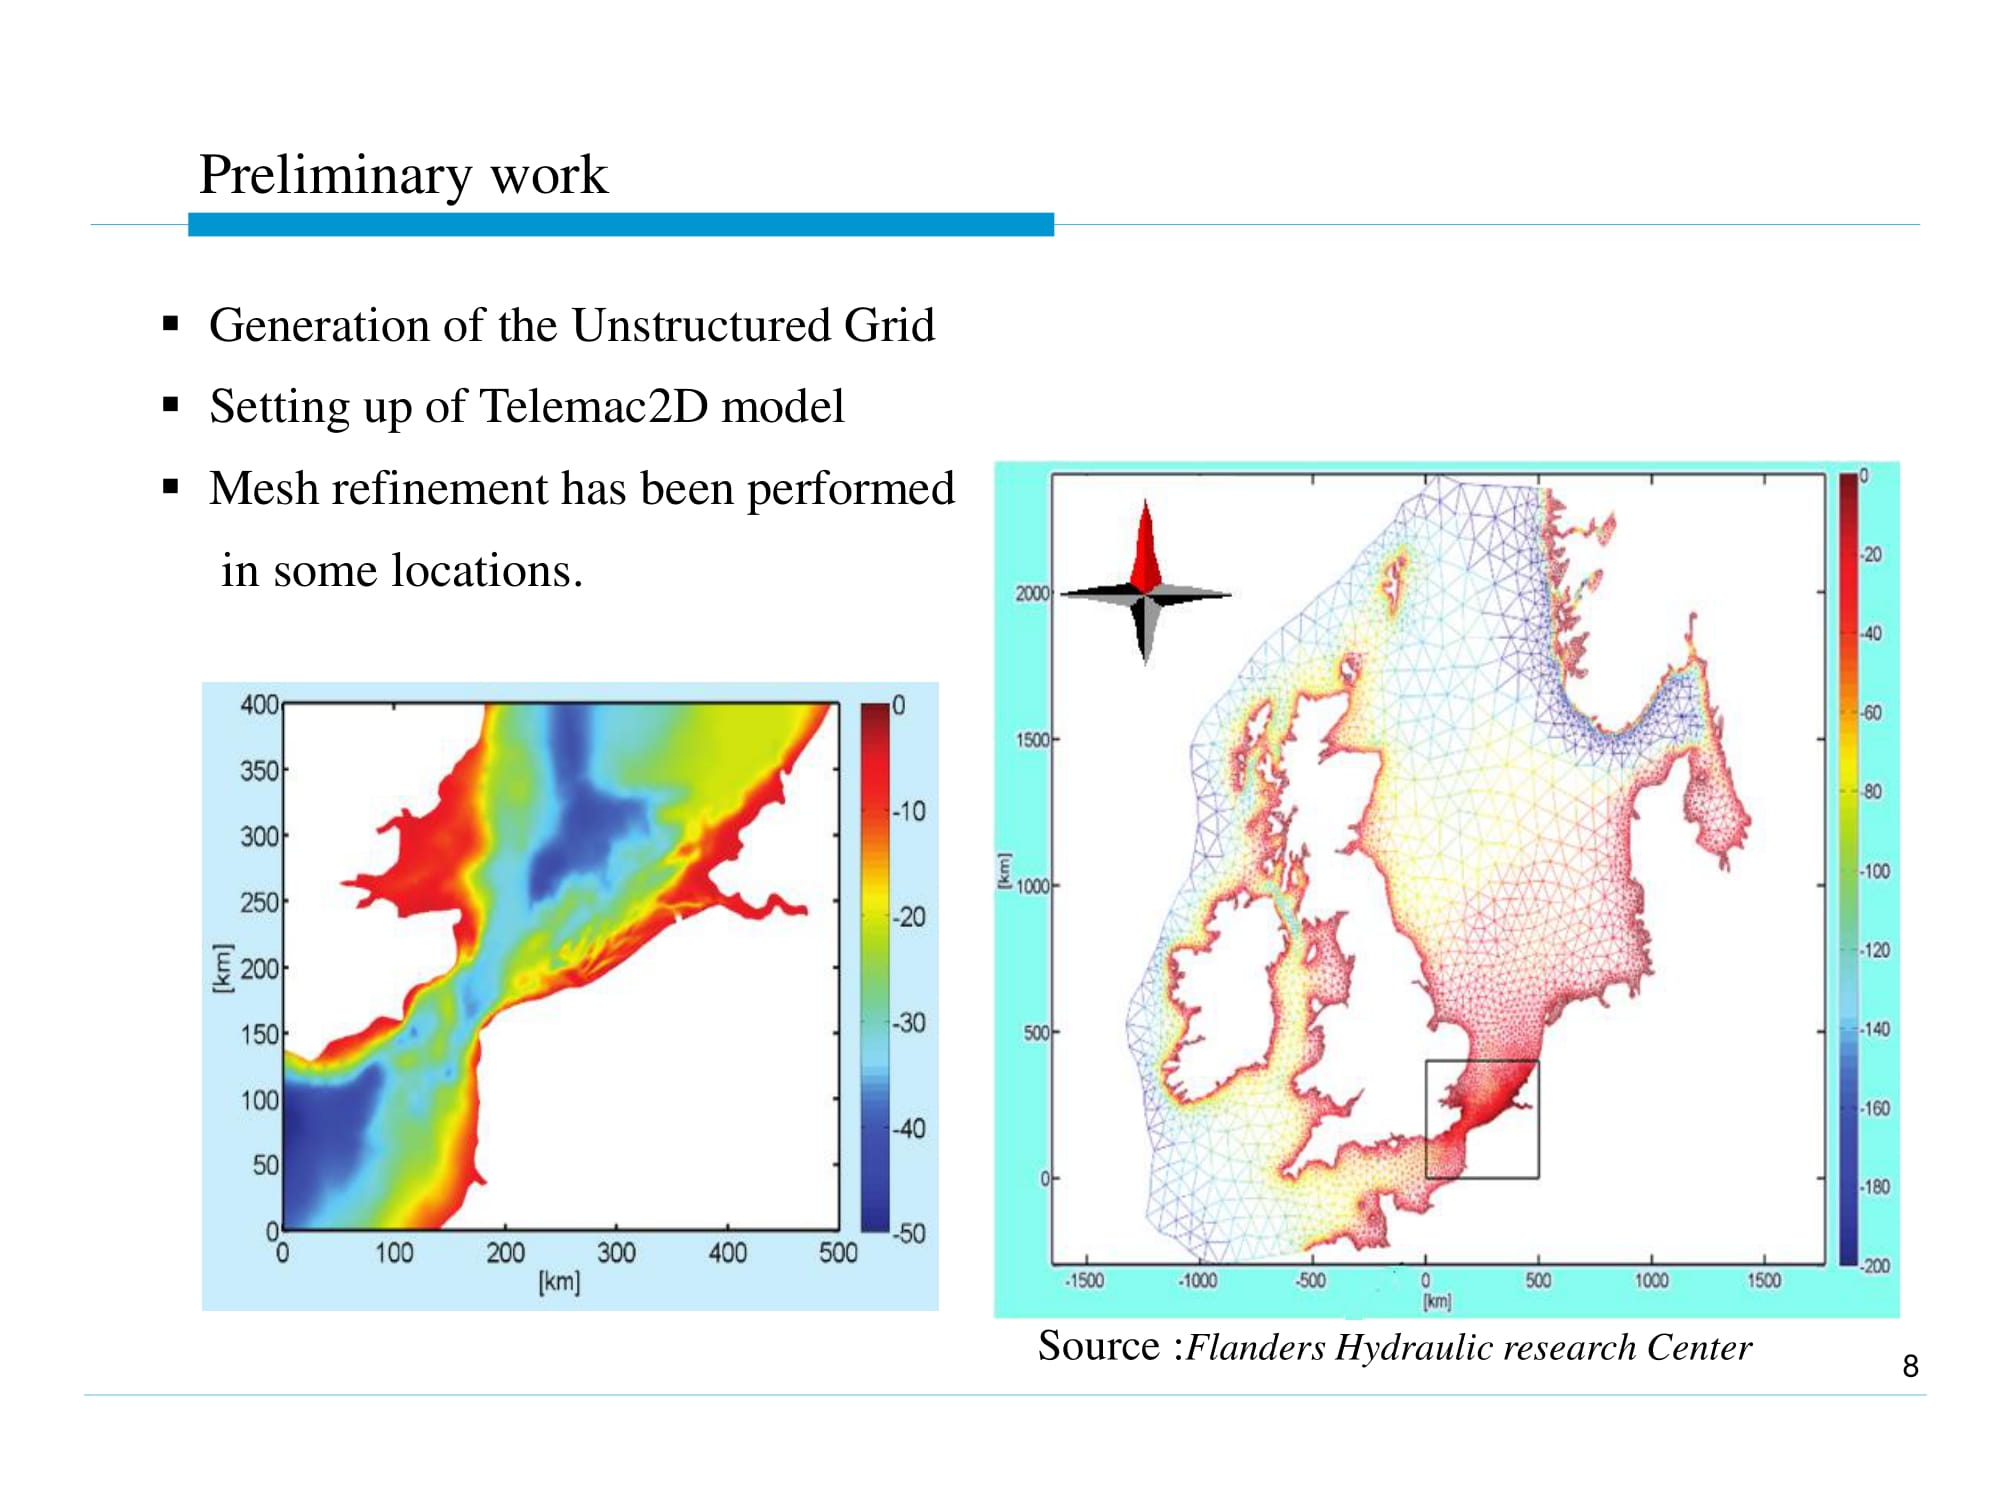 Preliminary work
▪ Generation of the Unstructured Grid
▪ Setting up of Telemac2D model
▪ Mesh refinement has been performed
in some locations.
400
350
300
250
200
150
100
50
0
[km]
0 100 200 300 400 500
[km]
0
-10
-20
-30
-40
-50
2000
1500
1000
500
0
[km]
-1500 -1000 -500 0 500 1000 1500
[km]
0
-20
-40
-60
-80
-100
-120
-140
-160
-180
-200
Source :Flanders Hydraulic research Center
8